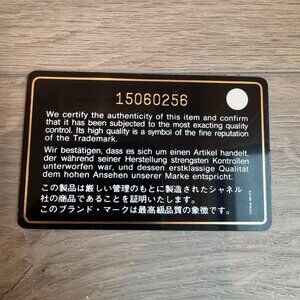 15060256
We certify the authenticity of this item and confirm
that it has been subjected to the most exacting quality
control. Its high quality is a symbol of the fine reputation
of the Trademark.
Wir bestätigen, dass es sich um einen Artikel handelt,
der während seiner Herstellung strengsten Kontrollen
unterworfen war, und dessen erstklassige Qualität
dem hohen Ansehen unserer Marke entspricht.
この製品は厳しい管理のもとに製造されたシャネル
社の商品であることを証明いたします。
このブランド・マークは最高級品質の象徴です。